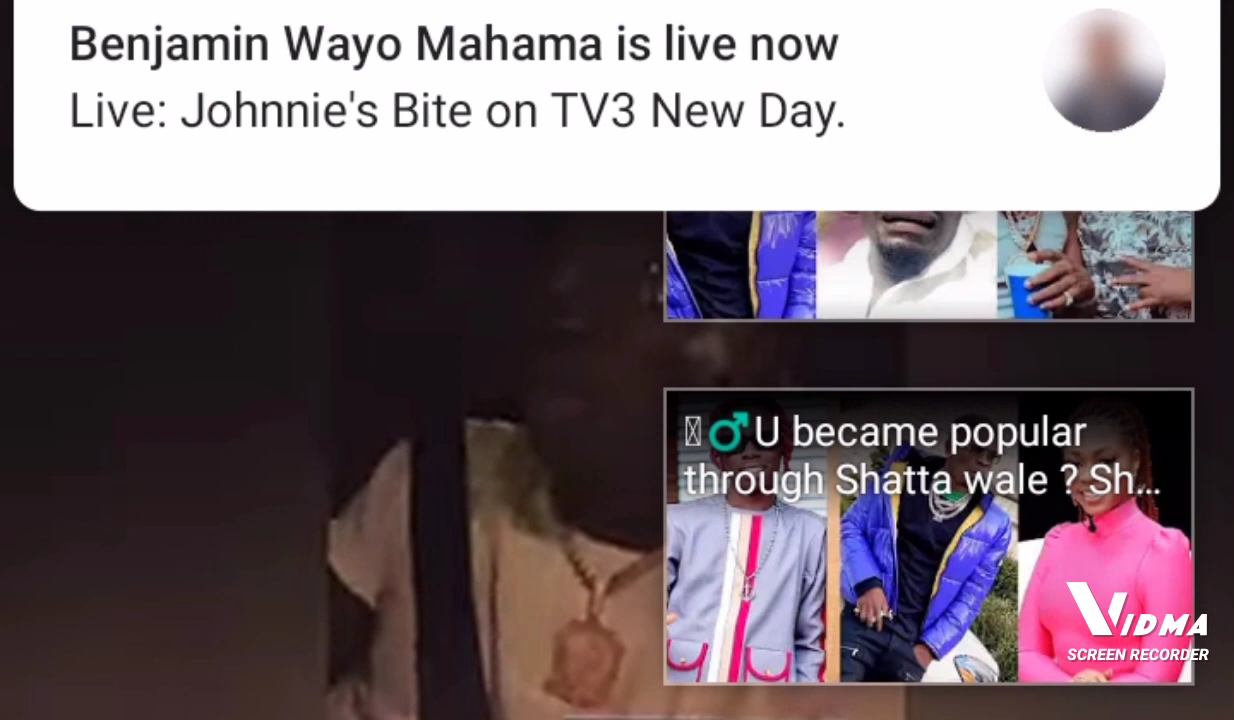 Benjamin Wayo Mahama is live now
Live: Johnnie's Bite on TV3 New Day.
♂U became popular
through Shatta wale ? Sh...
VIDMA
SCREEN RECORDER